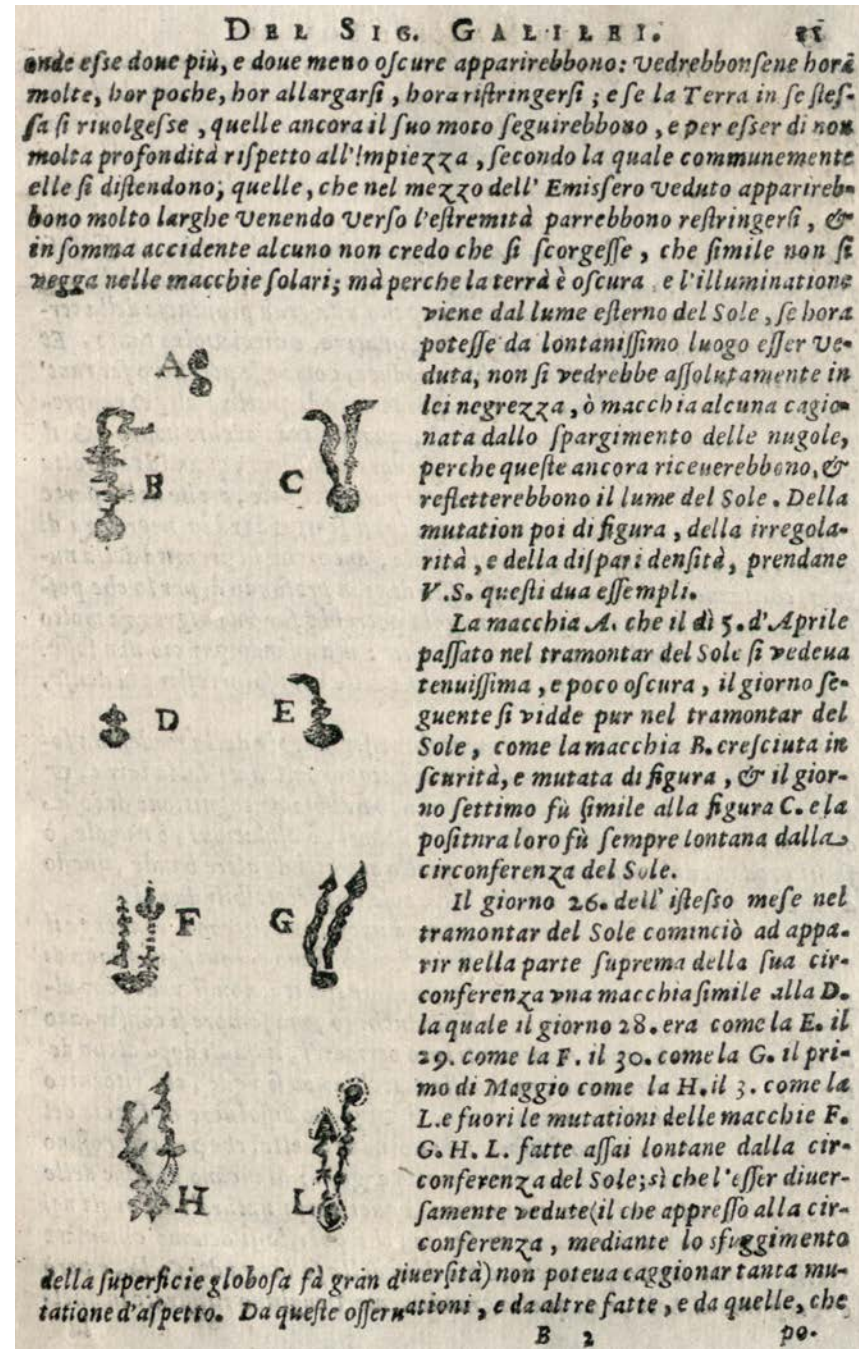 DEL SIG. GALILEI.
onde eſse doue più, e doue meno oſcure apparirebbono: vedrebbonſene hora
molte, hor poche, hor allargarſi, hora riſtringerſi; e ſe la Terra in ſe ſteſ-
ſa ſi riuolgeſse, quelle ancora il ſuo moto ſeguirebbono, e per eſser di non
molta profondità riſpetto all'Ampiezza, ſecondo la quale communemente
elle ſi diſtendono; quelle, che nel mezzo dell' Emisfero veduto apparireb-
bono molto larghe venendo verſo l'eſtremità parrebbono reſtringerſi, &
in ſomma accidente alcuno non credo che ſi ſcorgeſſe, che ſimile non ſi
vegga nelle macchie ſolari; mà perche la terra è oſcura e l'illuminatione
viene dal lume eſterno del Sole, ſe hora
poteſſe da lontaniſſimo luogo eſſer ve-
duta, non ſi vedrebbe aſſolutamente in
lei negrezza, ò macchia alcuna cagio-
nata dallo ſpargimento delle nugole,
perche queſte ancora riceuerebbono, &
refletterebbono il lume del Sole. Della
mutation poi di figura, della irregola-
rità, e della diſpari denſità, prendane
V.S. queſti dua eſſempli.
La macchia A. che il dì 5. d'Aprile
paſſato nel tramontar del Sole ſi vedeua
tenuiſſima, e poco oſcura, il giorno ſe-
guente ſi vidde pur nel tramontar del
Sole, come la macchia B. creſciuta in
ſcurità, e mutata di figura, & il gior-
no ſettimo fù ſimile alla figura C. e la
poſitura loro fù ſempre lontana dalla
circonferenza del Sole.
Il giorno 26. dell' iſteſso meſe nel
tramontar del Sole cominciò ad appa-
rir nella parte ſuprema della ſua cir-
conferenza vna macchia ſimile alla D.
la quale il giorno 28. era come la E. il
29. come la F. il 30. come la G. il pri-
mo di Maggio come la H. il 3. come la
L. e fuori le mutationi delle macchie F.
G. H. L. fatte aſſai lontane dalla cir-
conferenza del Sole; sì che l'eſſer diuer-
ſamente vedute (il che appreſſo alla cir-
conferenza, mediante lo sfuggimento
della ſuperficie globoſa fà gran diuerſità) non poteua caggionar tanta mu-
tatione d'aſpetto. Da queſte oſſeruationi, e da altre fatte, e da quelle, che
B 2 po-
A
B C
D E
F G
H L